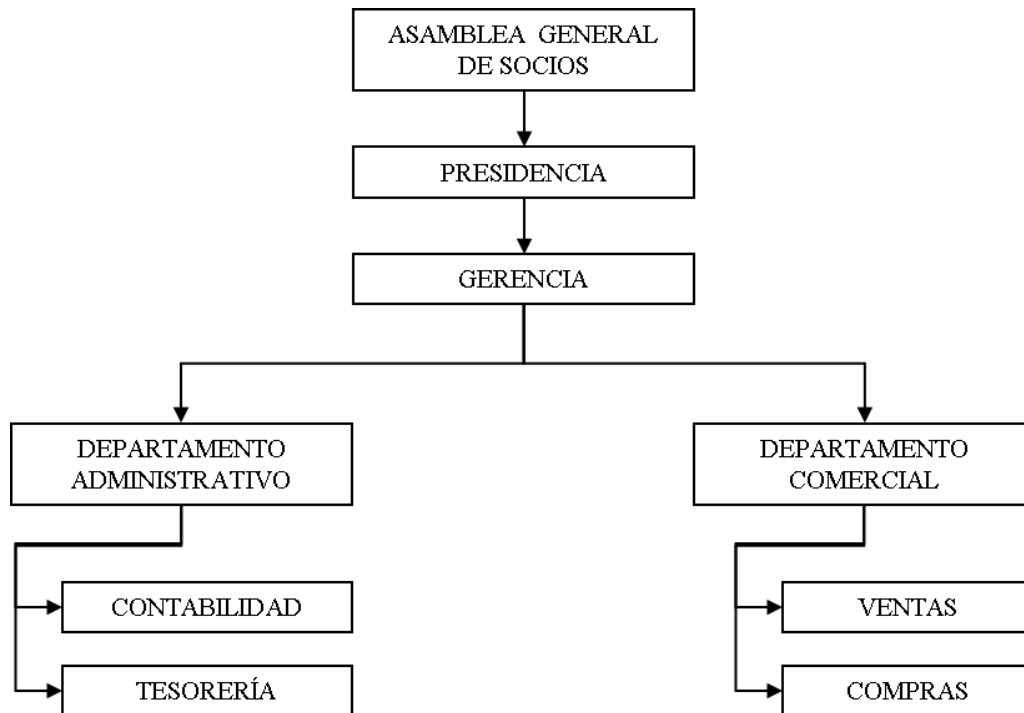 ASAMBLEA GENERAL
DE SOCIOS
PRESIDENCIA
GERENCIA
DEPARTAMENTO
ADMINISTRATIVO
DEPARTAMENTO
COMERCIAL
CONTABILIDAD
VENTAS
TESORERÍA
COMPRAS